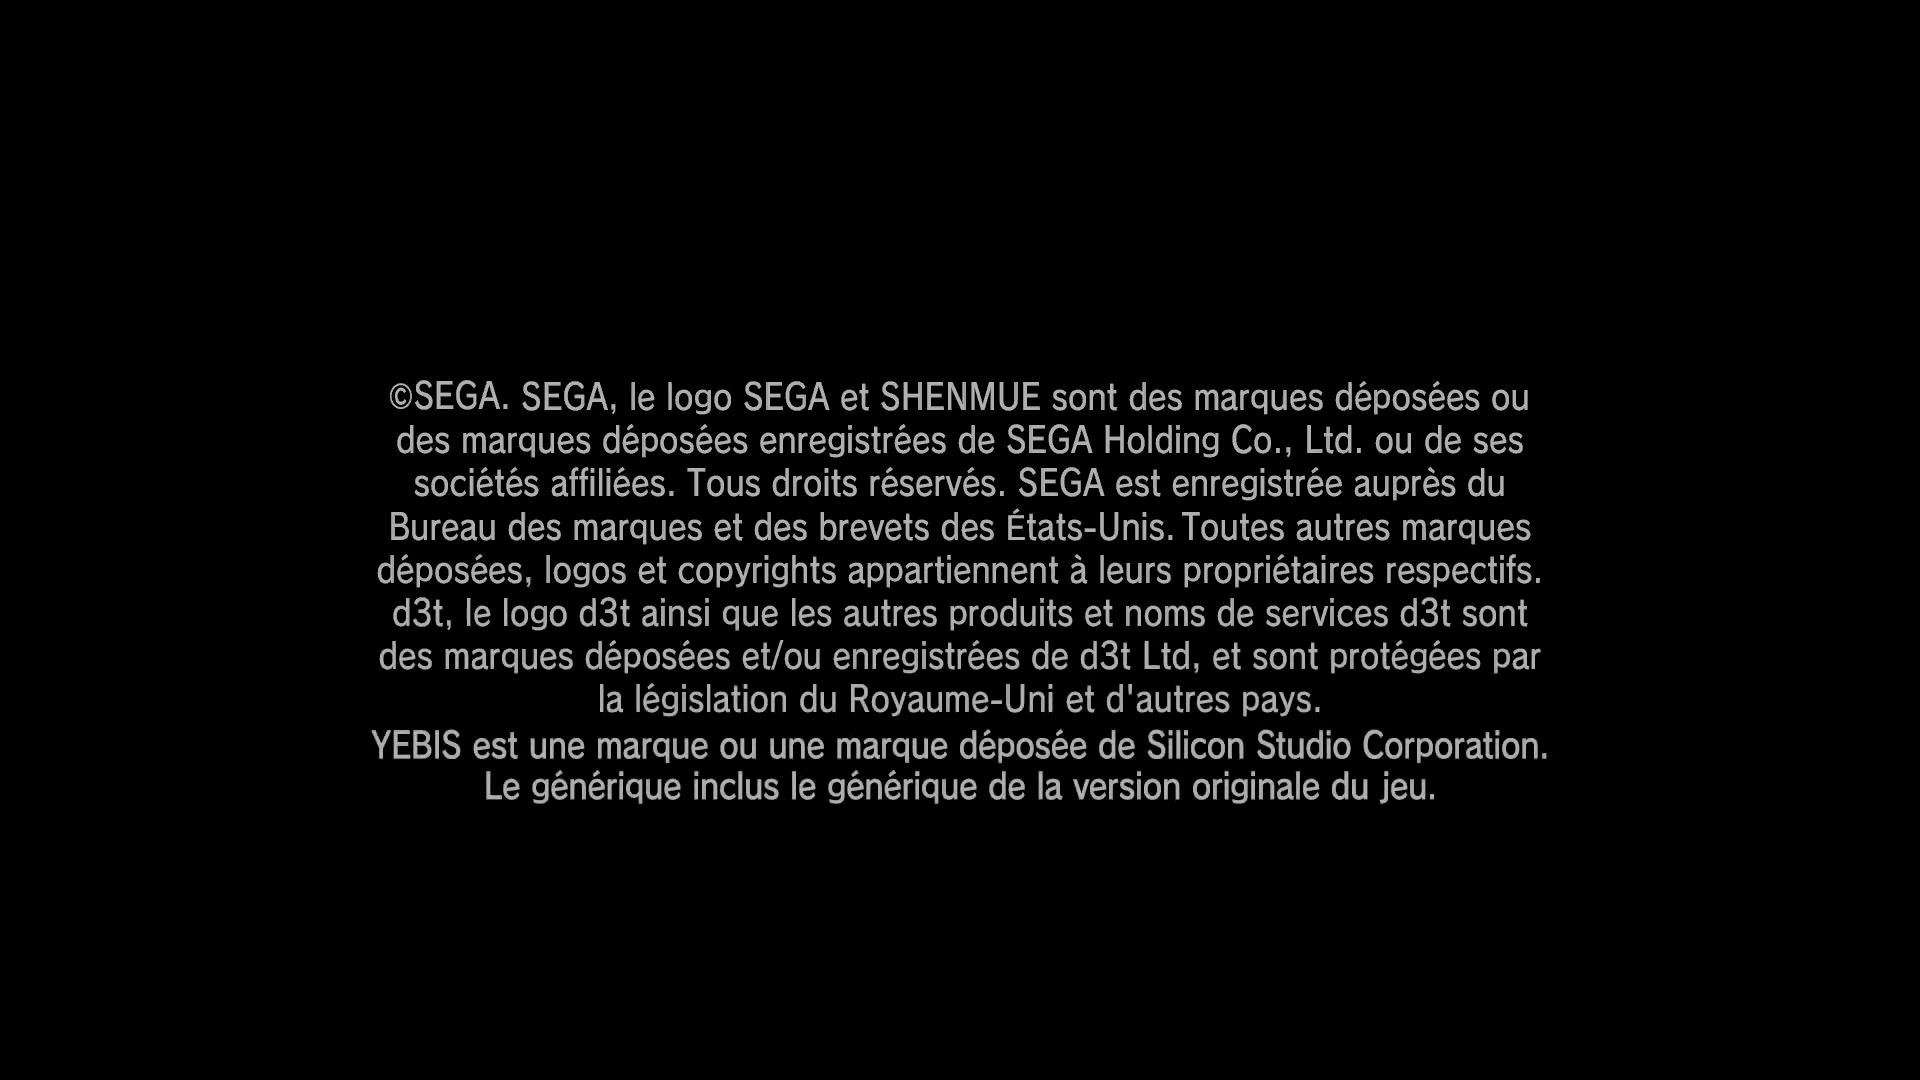 ©SEGA. SEGA, le logo SEGA et SHENMUE sont des marques déposées ou
des marques déposées enregistrées de SEGA Holding Co., Ltd. ou de ses
sociétés affiliées. Tous droits réservés. SEGA est enregistrée auprès du
Bureau des marques et des brevets des États-Unis. Toutes autres marques
déposées, logos et copyrights appartiennent à leurs propriétaires respectifs.
d3t, le logo d3t ainsi que les autres produits et noms de services d3t sont
des marques déposées et/ou enregistrées de d3t Ltd, et sont protégées par
la législation du Royaume-Uni et d'autres pays.
YEBIS est une marque ou une marque déposée de Silicon Studio Corporation.
Le générique inclus le générique de la version originale du jeu.